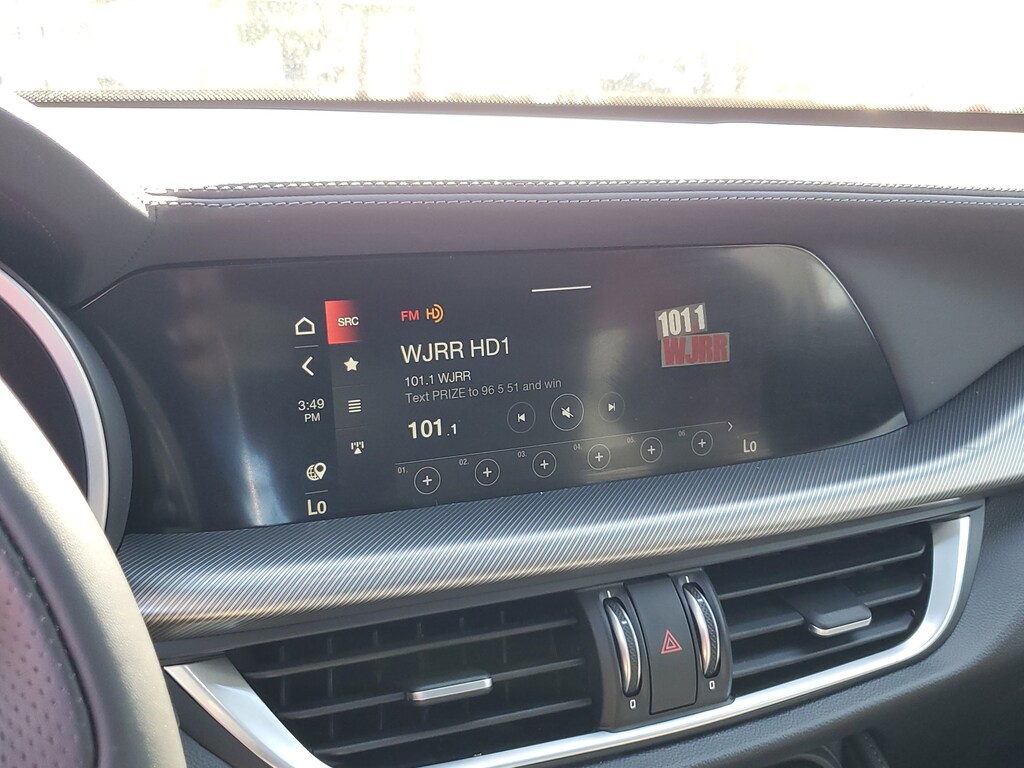 SRC
FM HD
WJRR HD1
101.1 WJRR
Text PRIZE to 96 5 51 and win
101.1
3:49
PM
01. 02. 03. 04. 05. 06.
Lo
Lo
101 1
WJRR